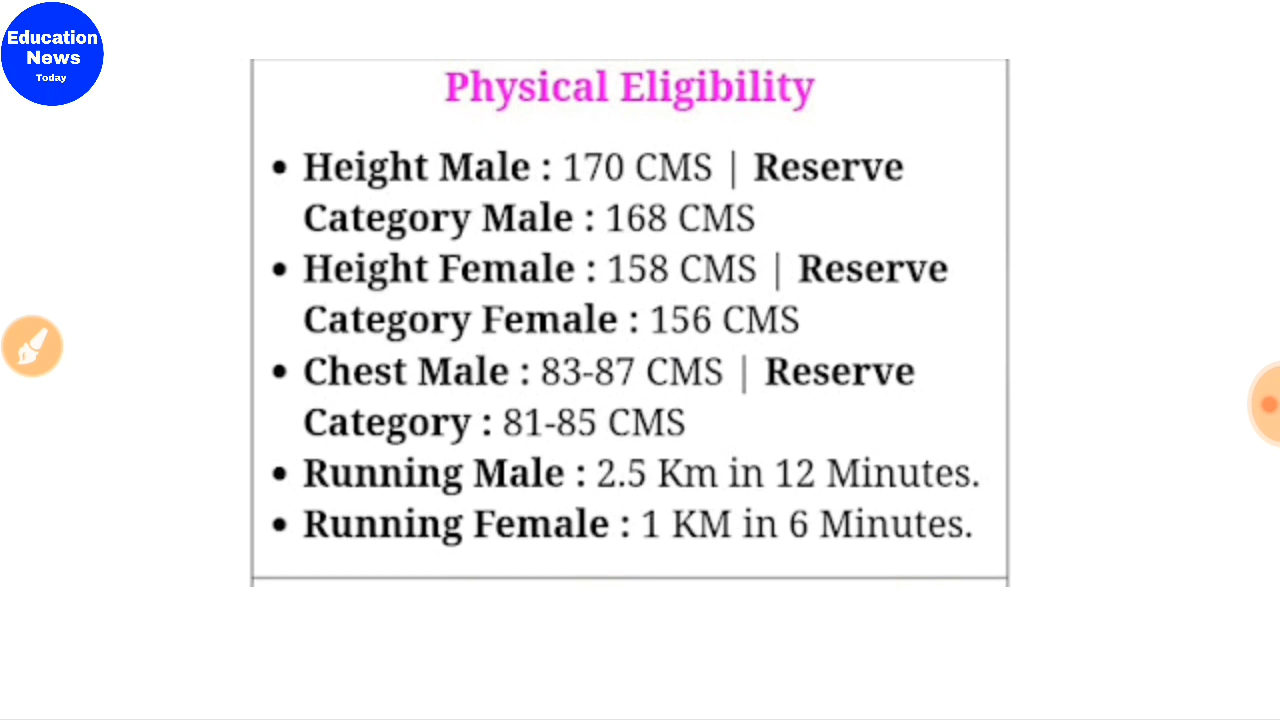 Education
News
Today
Physical Eligibility
• Height Male : 170 CMS | Reserve
Category Male : 168 CMS
• Height Female : 158 CMS | Reserve
Category Female : 156 CMS
• Chest Male : 83-87 CMS | Reserve
Category : 81-85 CMS
• Running Male : 2.5 Km in 12 Minutes.
• Running Female : 1 KM in 6 Minutes.